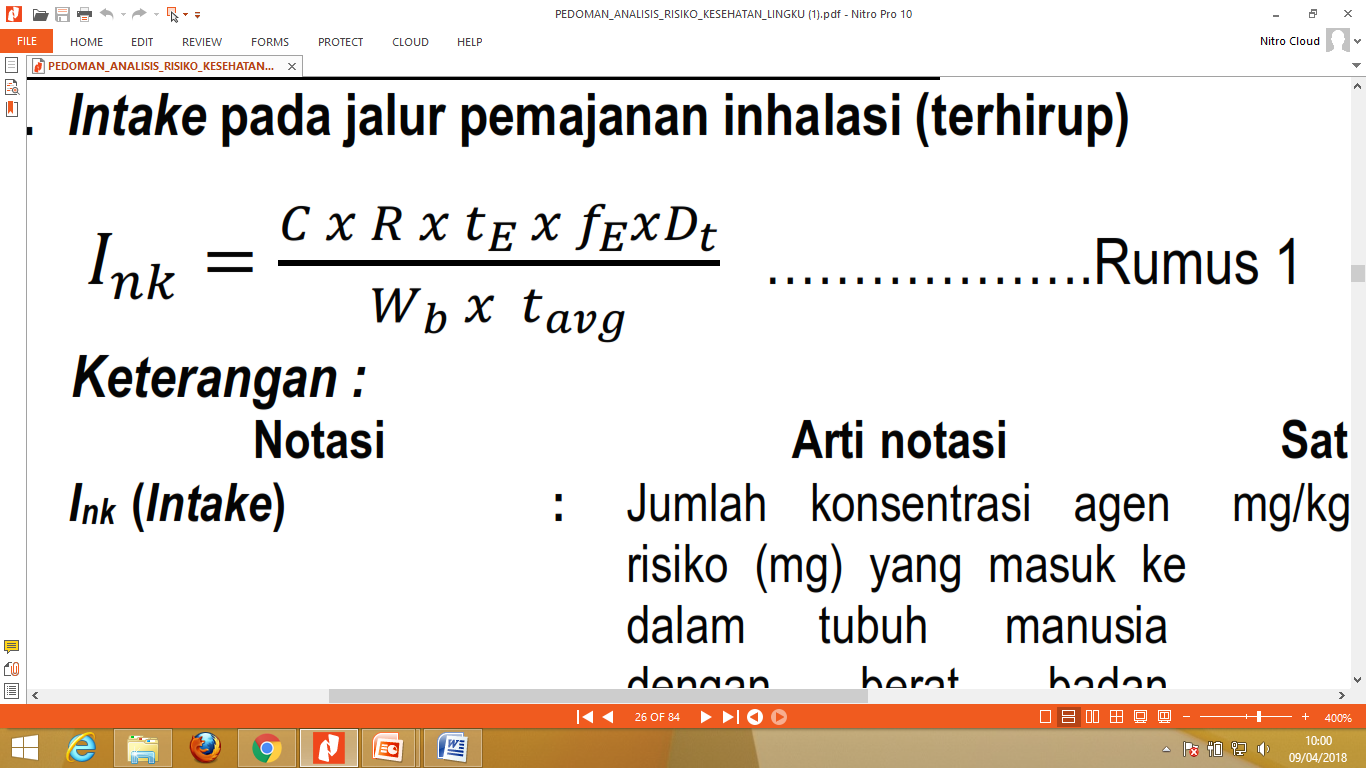 PEDOMAN_ANALISIS_RISIKO_KESEHATAN_LINGKU (1).pdf - Nitro Pro 10
FILE HOME EDIT REVIEW FORMS PROTECT CLOUD HELP Nitro Cloud
PEDOMAN_ANALISIS_RISIKO_KESEHATAN... ×
. Intake pada jalur pemajanan inhalasi (terhirup)
I_nk = (C x R x t_E x f_E x D_t) / (W_b x t_avg) ....................Rumus 1
Keterangan :
Notasi Arti notasi Sat
I_nk (Intake) : Jumlah konsentrasi agen mg/kg
risiko (mg) yang masuk ke
dalam tubuh manusia
dengan berat badan
26 OF 84 400%
10:00
09/04/2018